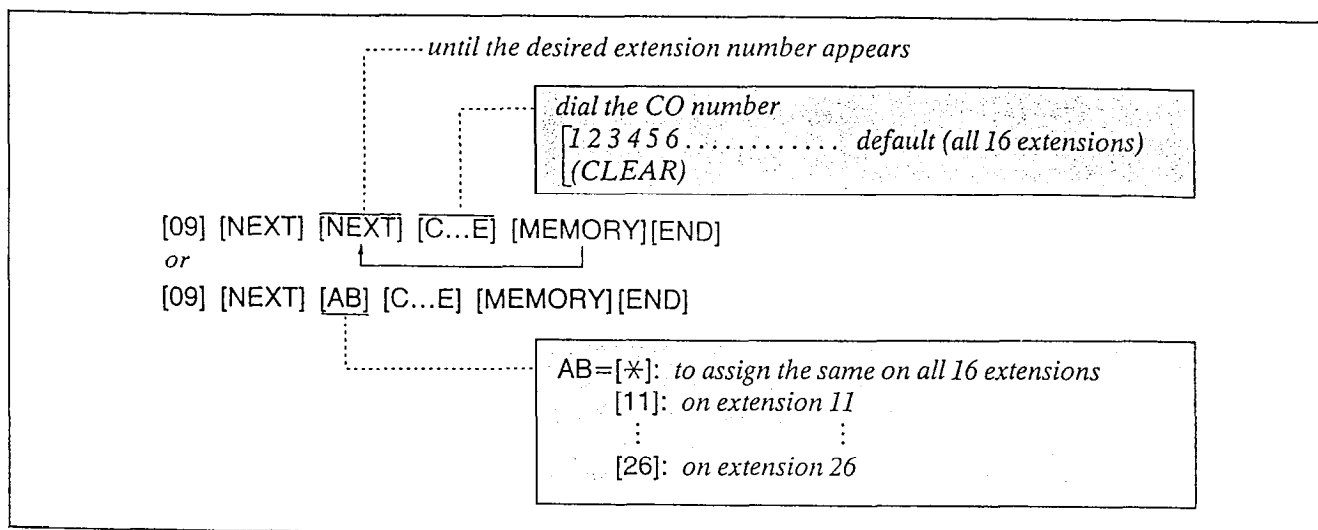 until the desired extension number appears
dial the CO number
1 2 3 4 5 6 . . . . . . . . . . . . default (all 16 extensions)
(CLEAR)
[09] [NEXT] [NEXT] [C...E] [MEMORY] [END]
or
[09] [NEXT] [AB] [C...E] [MEMORY] [END]
AB=[✳]: to assign the same on all 16 extensions
[11]: on extension 11
[26]: on extension 26